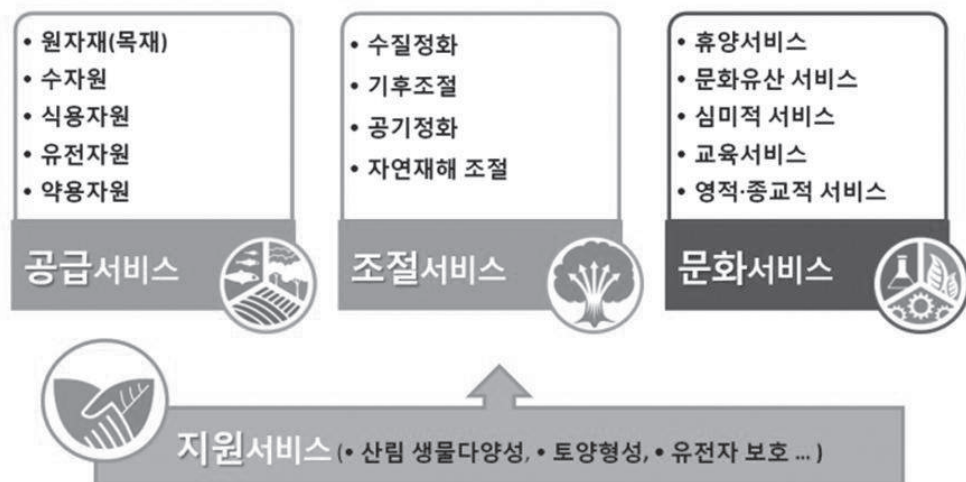 • 원자재(목재)
• 수자원
• 식용자원
• 유전자원
• 약용자원
공급서비스
• 수질정화
• 기후조절
• 공기정화
• 자연재해 조절
조절서비스
• 휴양서비스
• 문화유산 서비스
• 심미적 서비스
• 교육서비스
• 영적·종교적 서비스
문화서비스
지원서비스 (• 산림 생물다양성, • 토양형성, • 유전자 보호 ... )